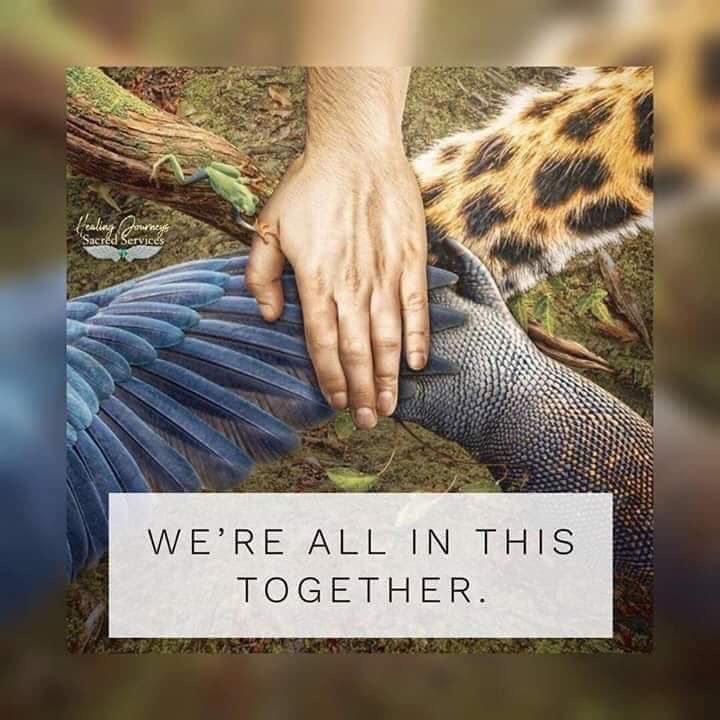 Healing Journeys
Sacred Services
WE'RE ALL IN THIS
TOGETHER.